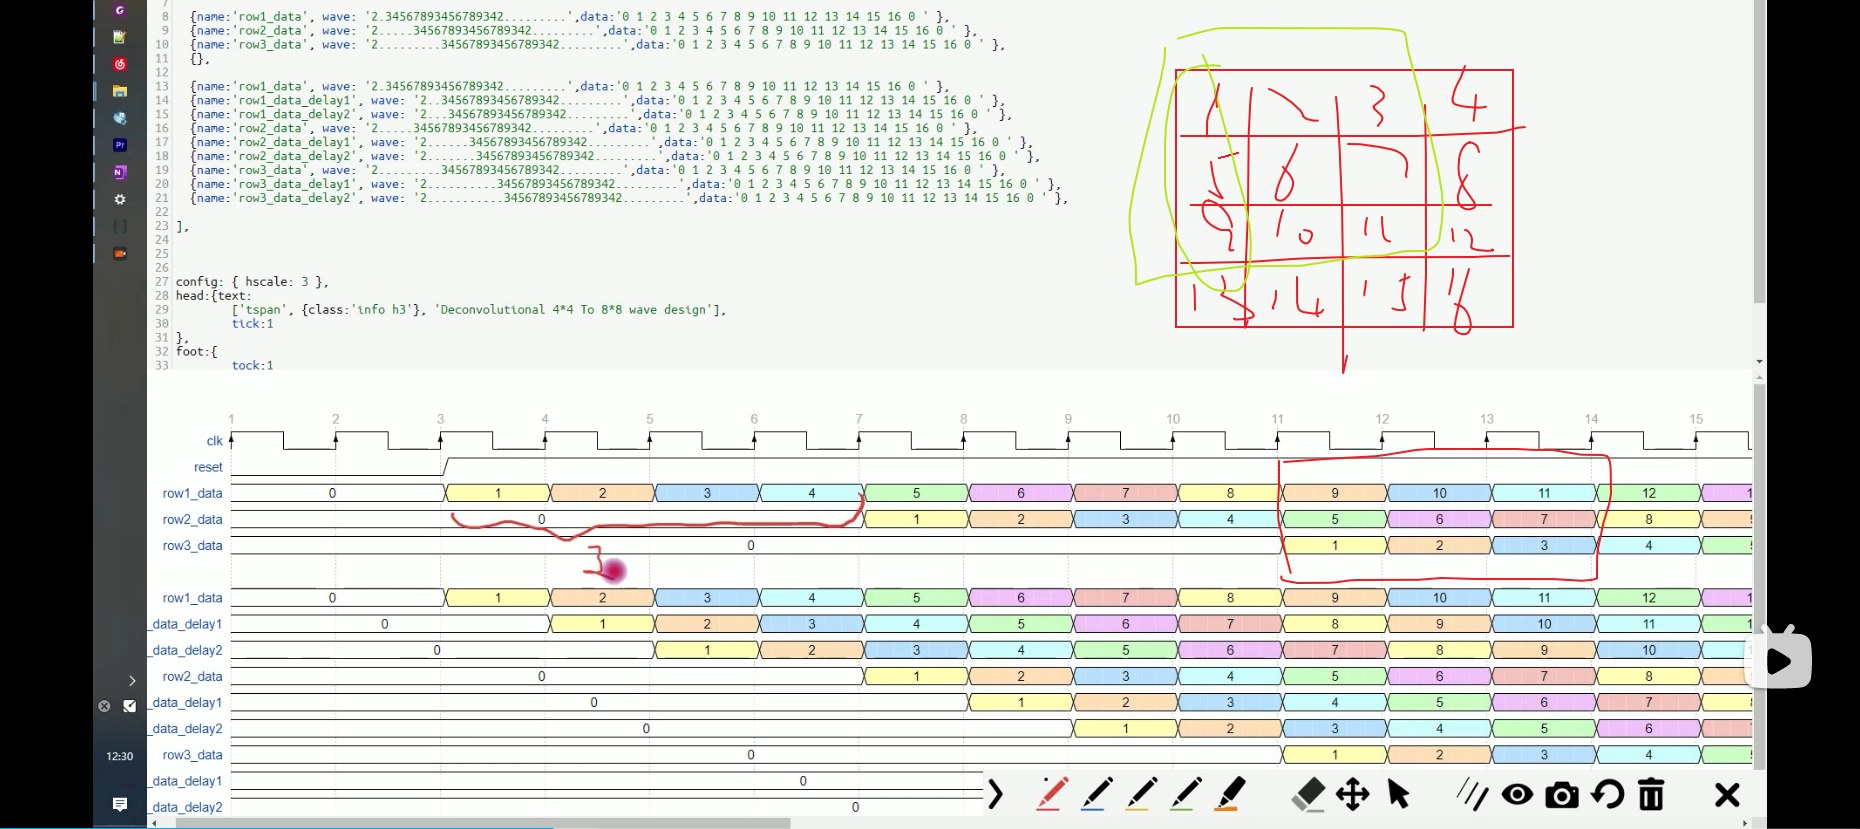 7
8 {name:'row1_data', wave: '2.34567893456789342.........',data:'0 1 2 3 4 5 6 7 8 9 10 11 12 13 14 15 16 0 ' },
9 {name:'row2_data', wave: '2.....34567893456789342.........',data:'0 1 2 3 4 5 6 7 8 9 10 11 12 13 14 15 16 0 ' },
10 {name:'row3_data', wave: '2.........34567893456789342.........',data:'0 1 2 3 4 5 6 7 8 9 10 11 12 13 14 15 16 0 ' },
11 {},
12
13 {name:'row1_data', wave: '2.34567893456789342.........',data:'0 1 2 3 4 5 6 7 8 9 10 11 12 13 14 15 16 0 ' },
14 {name:'row1_data_delay1', wave: '2..34567893456789342.........',data:'0 1 2 3 4 5 6 7 8 9 10 11 12 13 14 15 16 0 ' },
15 {name:'row1_data_delay2', wave: '2...34567893456789342.........',data:'0 1 2 3 4 5 6 7 8 9 10 11 12 13 14 15 16 0 ' },
16 {name:'row2_data', wave: '2.....34567893456789342.........',data:'0 1 2 3 4 5 6 7 8 9 10 11 12 13 14 15 16 0 ' },
17 {name:'row2_data_delay1', wave: '2......34567893456789342.........',data:'0 1 2 3 4 5 6 7 8 9 10 11 12 13 14 15 16 0 ' },
18 {name:'row2_data_delay2', wave: '2.......34567893456789342.........',data:'0 1 2 3 4 5 6 7 8 9 10 11 12 13 14 15 16 0 ' },
19 {name:'row3_data', wave: '2.........34567893456789342.........',data:'0 1 2 3 4 5 6 7 8 9 10 11 12 13 14 15 16 0 ' },
20 {name:'row3_data_delay1', wave: '2..........34567893456789342.........',data:'0 1 2 3 4 5 6 7 8 9 10 11 12 13 14 15 16 0 ' },
21 {name:'row3_data_delay2', wave: '2...........34567893456789342.........',data:'0 1 2 3 4 5 6 7 8 9 10 11 12 13 14 15 16 0 ' },
22
23 ],
24
25
26
27 config: { hscale: 3 },
28 head:{text:
29 ['tspan', {class:'info h3'}, 'Deconvolutional 4*4 To 8*8 wave design'],
30 tick:1
31 },
32 foot:{
33 tock:1
1 2 3 4
5 6 7 8
9 10 11 12
13 14 15 16
1 2 3 4 5 6 7 8 9 10 11 12 13 14 15
clk
reset
row1_data 0 1 2 3 4 5 6 7 8 9 10 11 12 1
row2_data 0 1 2 3 4 5 6 7 8
row3_data 0 1 2 3 4
row1_data 0 1 2 3 4 5 6 7 8 9 10 11 12 1
_data_delay1 0 1 2 3 4 5 6 7 8 9 10 11 1
_data_delay2 0 1 2 3 4 5 6 7 8 9 10
row2_data 0 1 2 3 4 5 6 7 8
_data_delay1 0 1 2 3 4 5 6 7
_data_delay2 0 1 2 3 4 5 6
row3_data 0 1 2 3 4
_data_delay1 0
_data_delay2 0
Pr
N
12:30